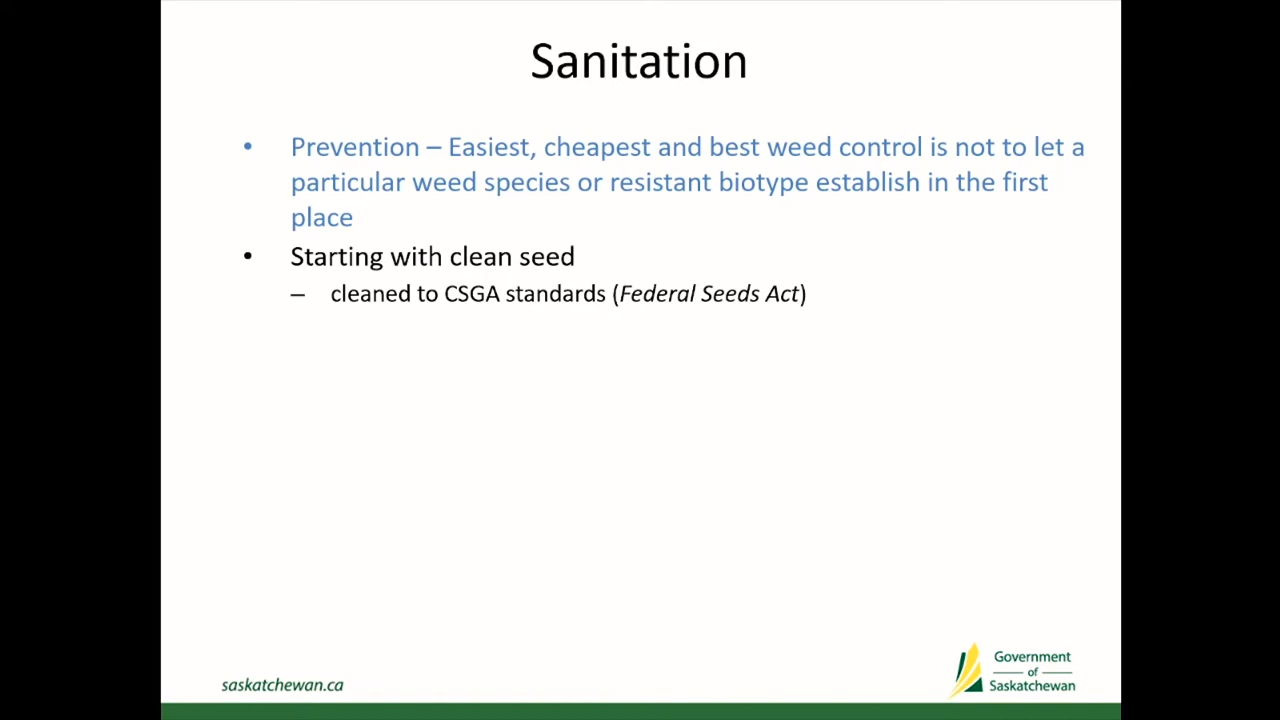 Sanitation
• Prevention – Easiest, cheapest and best weed control is not to let a
particular weed species or resistant biotype establish in the first
place
• Starting with clean seed
– cleaned to CSGA standards (Federal Seeds Act)
saskatchewan.ca
Government
of
Saskatchewan